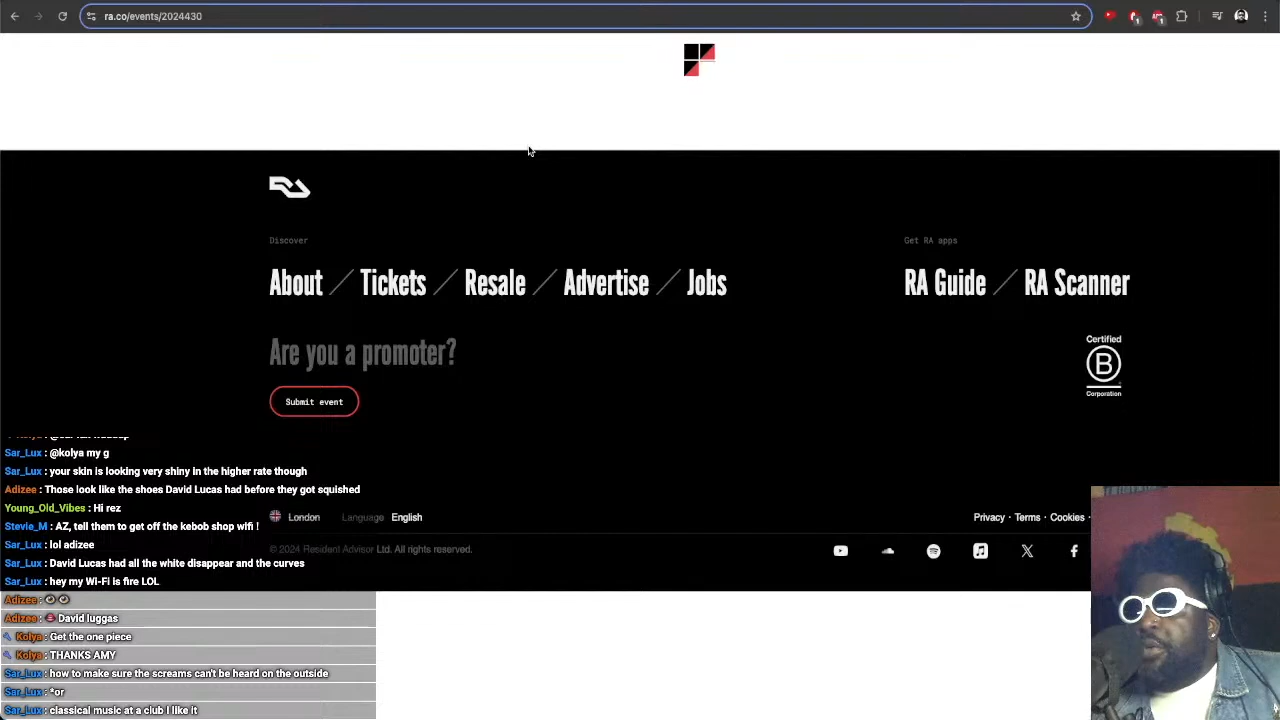 ra.co/events/2024430
Discover
Get RA apps
About / Tickets / Resale / Advertise / Jobs
RA Guide / RA Scanner
Are you a promoter?
Certified
B
Corporation
Submit event
Sar_Lux : @kolya my g
Sar_Lux : your skin is looking very shiny in the higher rate though
Adizee : Those look like the shoes David Lucas had before they got squished
Young_Old_Vibes : Hi rez
Stevie_M : AZ, tell them to get off the kebob shop wifi !
Sar_Lux : lol adizee
Sar_Lux : David Lucas had all the white disappear and the curves
Sar_Lux : hey my Wi-Fi is fire LOL
Adizee :
Adizee : David luggas
Kolya : Get the one piece
Kolya : THANKS AMY
Sar_Lux : how to make sure the screams can't be heard on the outside
Sar_Lux : *or
Sar_Lux : classical music at a club I like it
London Language English
Privacy · Terms · Cookies ·
© 2024 Resident Advisor Ltd. All rights reserved.